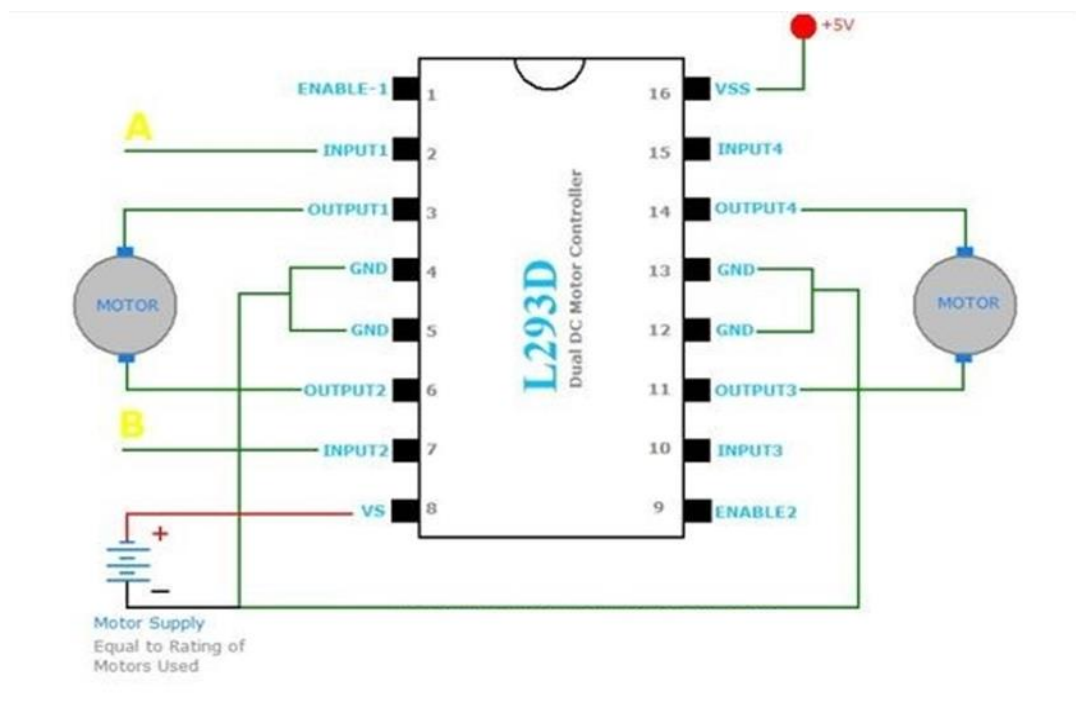 +5V
ENABLE-1
1
16
VSS
A
INPUT1
2
15
INPUT4
OUTPUT1
3
14
OUTPUT4
GND
4
13
GND
MOTOR
L293D
Dual DC Motor Controller
MOTOR
GND
5
12
GND
OUTPUT2
6
11
OUTPUT3
B
INPUT2
7
10
INPUT3
VS
8
9
ENABLE2
+
−
Motor Supply
Equal to Rating of
Motors Used